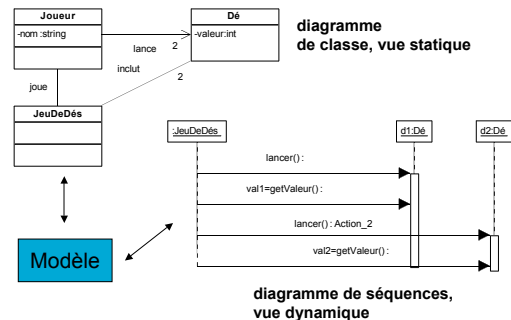 Joueur
-nom :string
Dé
-valeur:int
diagramme
de classe, vue statique
lance
2
inclut
2
joue
JeuDeDés
:JeuDeDés
d1:Dé
d2:Dé
lancer():
val1=getValeur():
lancer(): Action_2
val2=getValeur():
Modèle
diagramme de séquences,
vue dynamique